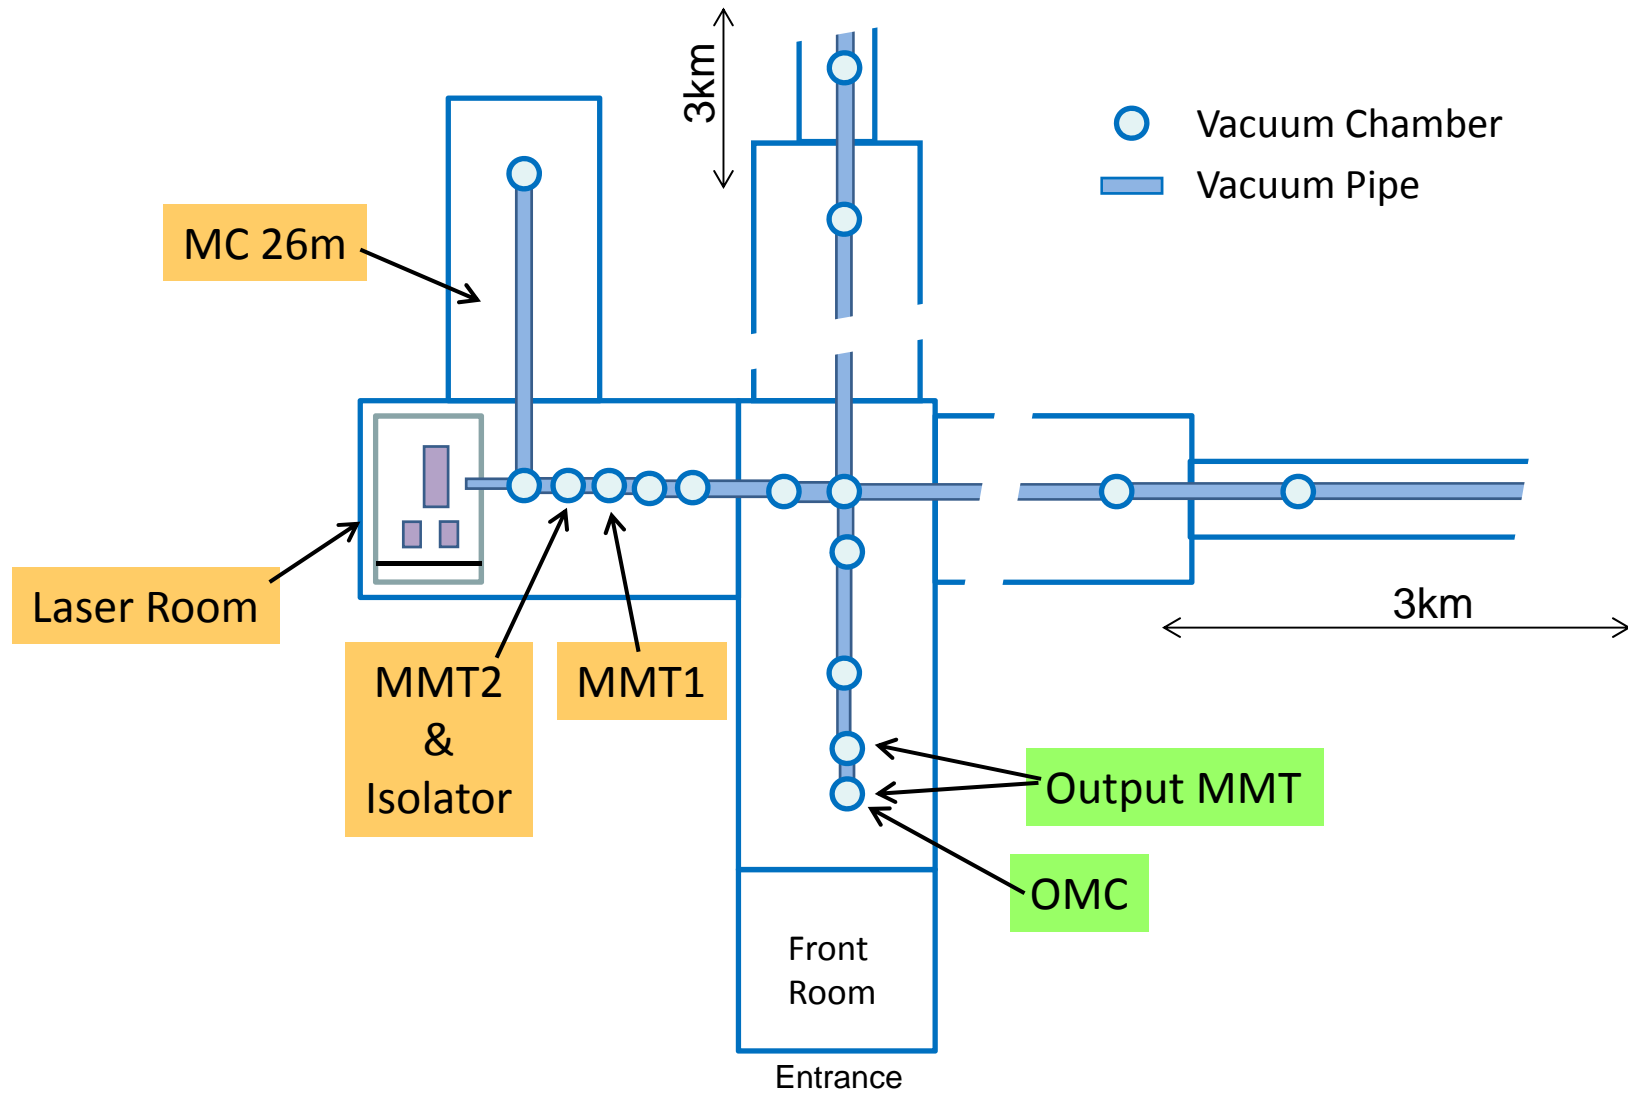 3km
Vacuum Chamber
Vacuum Pipe
MC 26m
Laser Room
MMT2
&
Isolator
MMT1
3km
Output MMT
OMC
Front
Room
Entrance